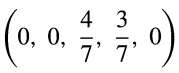 (0, 0, 4/7, 3/7, 0)